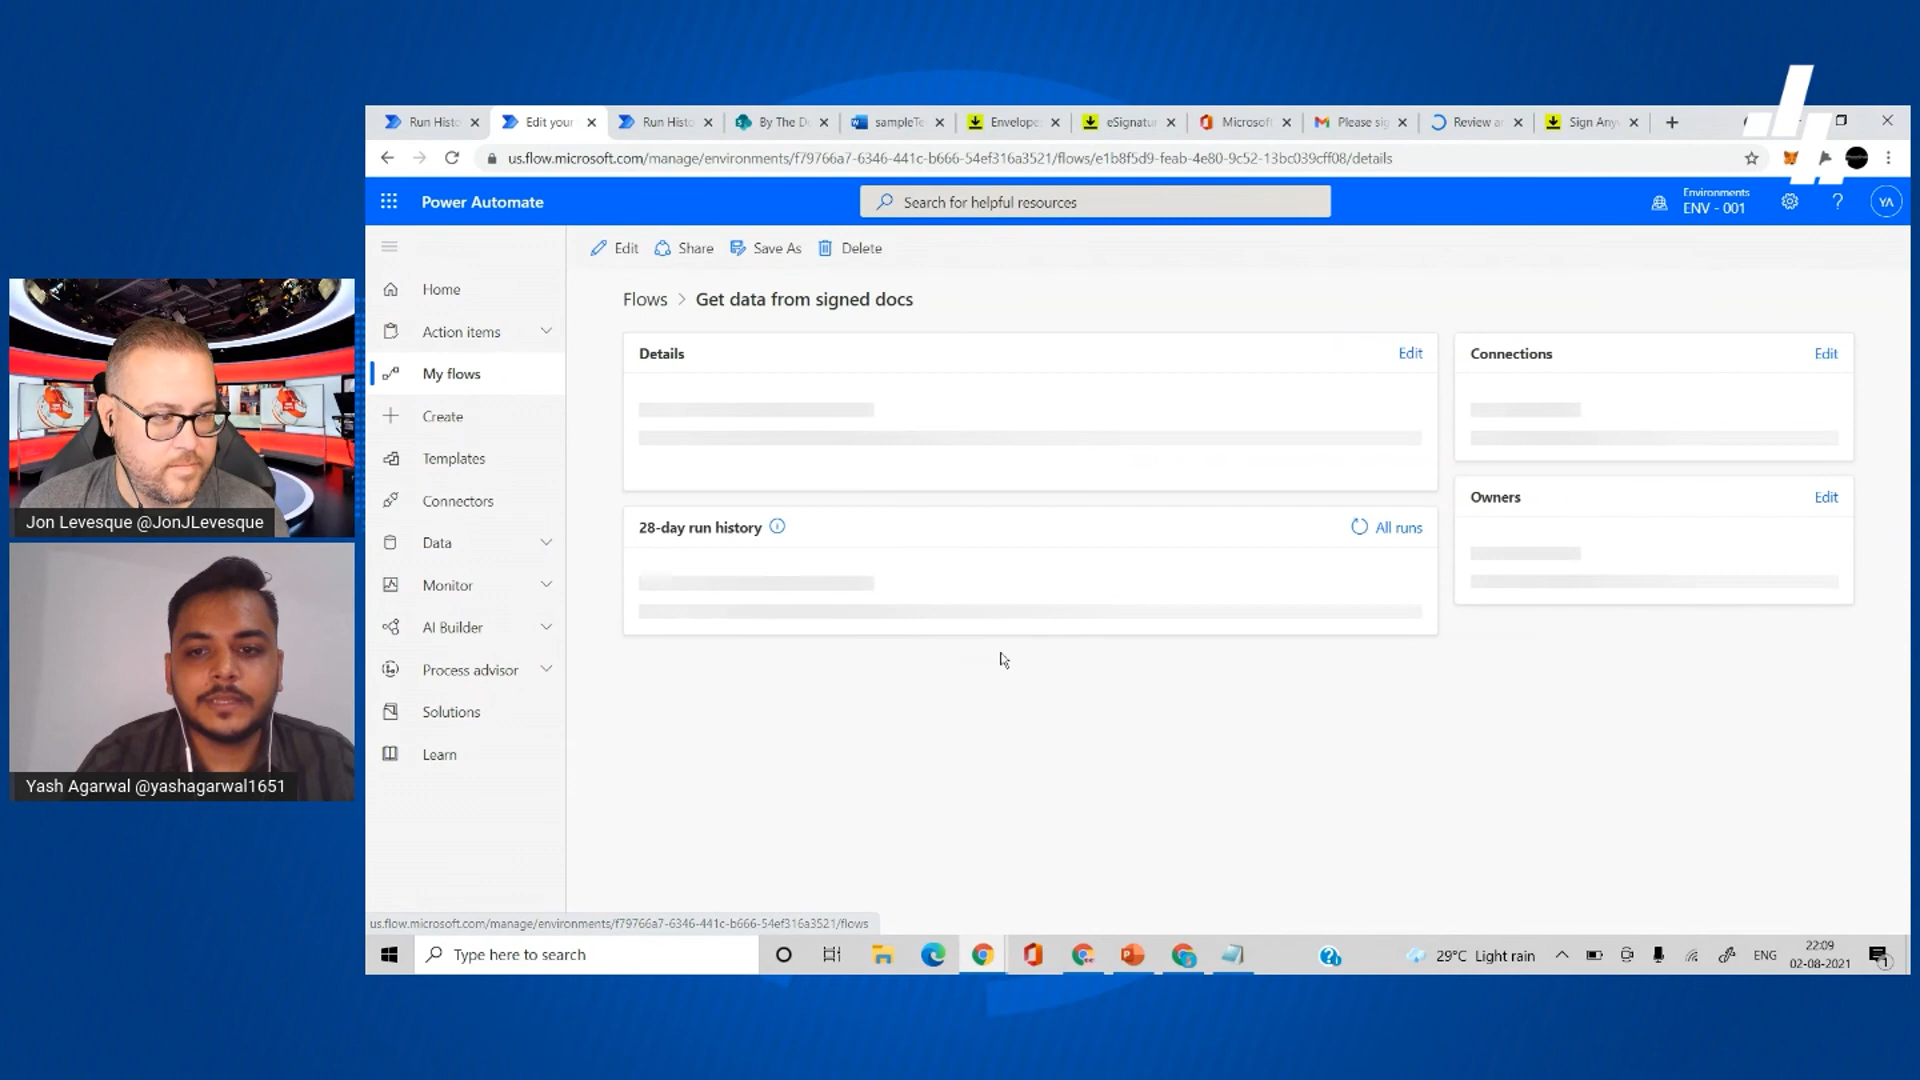 Run Histo
Edit your
Run Histo
By The D
sampleTe
Envelope
eSignatur
Microsoft
Please sig
Review an
Sign Any
us.flow.microsoft.com/manage/environments/f79766a7-6346-441c-b666-54ef316a3521/flows/e1b8f5d9-feab-4e80-9c52-13bc039cff08/details
Power Automate
Search for helpful resources
Environments
ENV - 001
YA
Edit
Share
Save As
Delete
Home
Action items
My flows
Create
Templates
Connectors
Data
Monitor
AI Builder
Process advisor
Solutions
Learn
Flows > Get data from signed docs
Details
Edit
Connections
Edit
28-day run history
All runs
Owners
Edit
Jon Levesque @JonJLevesque
Yash Agarwal @yashagarwal1651
us.flow.microsoft.com/manage/environments/f79766a7-6346-441c-b666-54ef316a3521/flows
Type here to search
29°C Light rain
ENG
22:09
02-08-2021
1